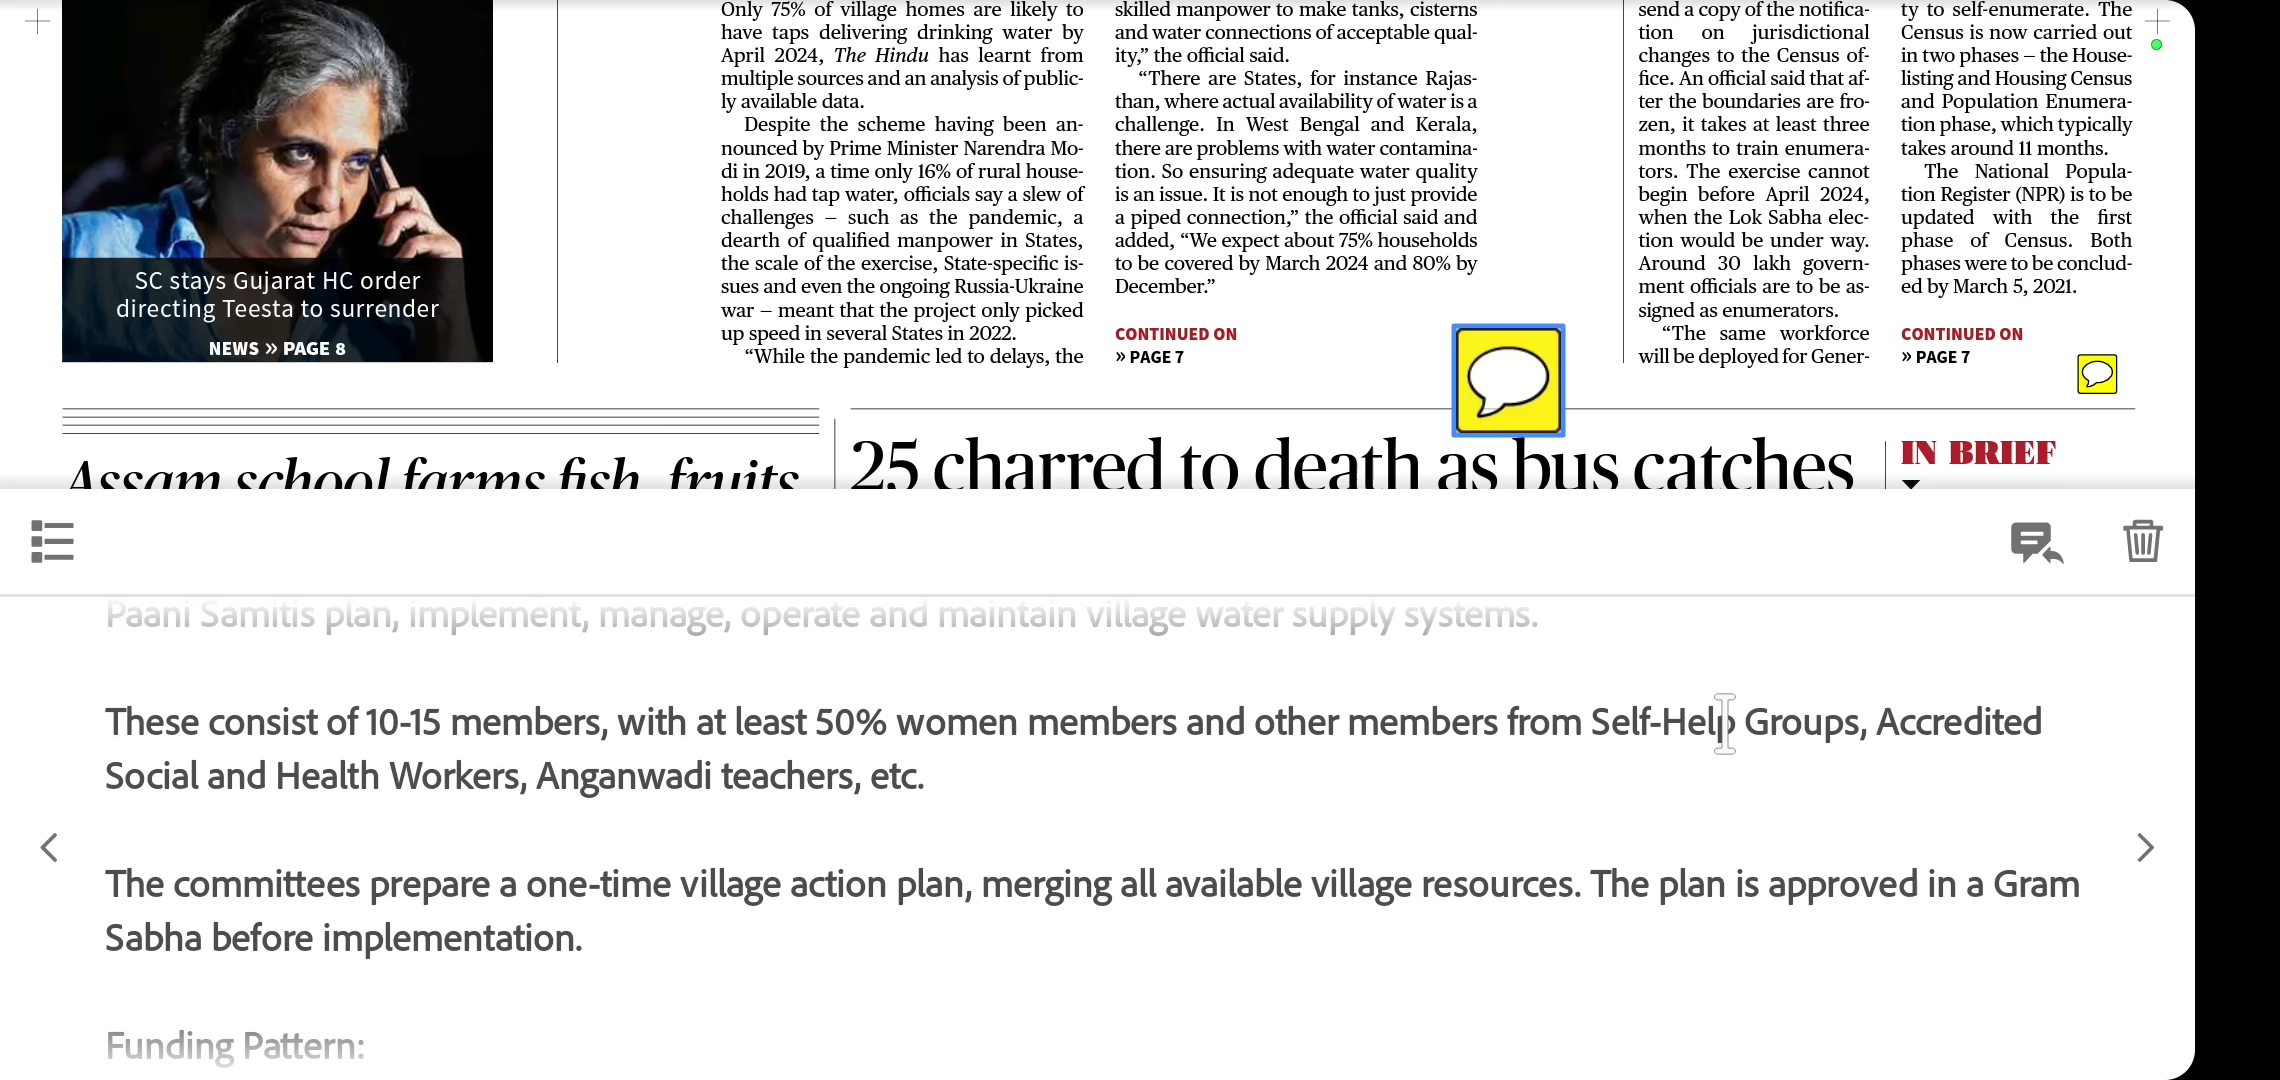 SC stays Gujarat HC order
directing Teesta to surrender
NEWS » PAGE 8
Only 75% of village homes are likely to
have taps delivering drinking water by
April 2024, The Hindu has learnt from
multiple sources and an analysis of public-
ly available data.
Despite the scheme having been an-
nounced by Prime Minister Narendra Mo-
di in 2019, a time only 16% of rural house-
holds had tap water, officials say a slew of
challenges – such as the pandemic, a
dearth of qualified manpower in States,
the scale of the exercise, State-specific is-
sues and even the ongoing Russia-Ukraine
war – meant that the project only picked
up speed in several States in 2022.
“While the pandemic led to delays, the
skilled manpower to make tanks, cisterns
and water connections of acceptable qual-
ity,” the official said.
“There are States, for instance Rajas-
than, where actual availability of water is a
challenge. In West Bengal and Kerala,
there are problems with water contamina-
tion. So ensuring adequate water quality
is an issue. It is not enough to just provide
a piped connection,” the official said and
added, “We expect about 75% households
to be covered by March 2024 and 80% by
December.”
CONTINUED ON
» PAGE 7
send a copy of the notifica-
tion on jurisdictional
changes to the Census of-
fice. An official said that af-
ter the boundaries are fro-
zen, it takes at least three
months to train enumera-
tors. The exercise cannot
begin before April 2024,
when the Lok Sabha elec-
tion would be under way.
Around 30 lakh govern-
ment officials are to be as-
signed as enumerators.
“The same workforce
will be deployed for Gener-
ty to self-enumerate. The
Census is now carried out
in two phases – the House-
listing and Housing Census
and Population Enumera-
tion phase, which typically
takes around 11 months.
The National Popula-
tion Register (NPR) is to be
updated with the first
phase of Census. Both
phases were to be conclud-
ed by March 5, 2021.
CONTINUED ON
» PAGE 7
Assam school farms fish, fruits
25 charred to death as bus catches
IN BRIEF
Paani Samitis plan, implement, manage, operate and maintain village water supply systems.
These consist of 10-15 members, with at least 50% women members and other members from Self-Help Groups, Accredited
Social and Health Workers, Anganwadi teachers, etc.
The committees prepare a one-time village action plan, merging all available village resources. The plan is approved in a Gram
Sabha before implementation.
Funding Pattern: